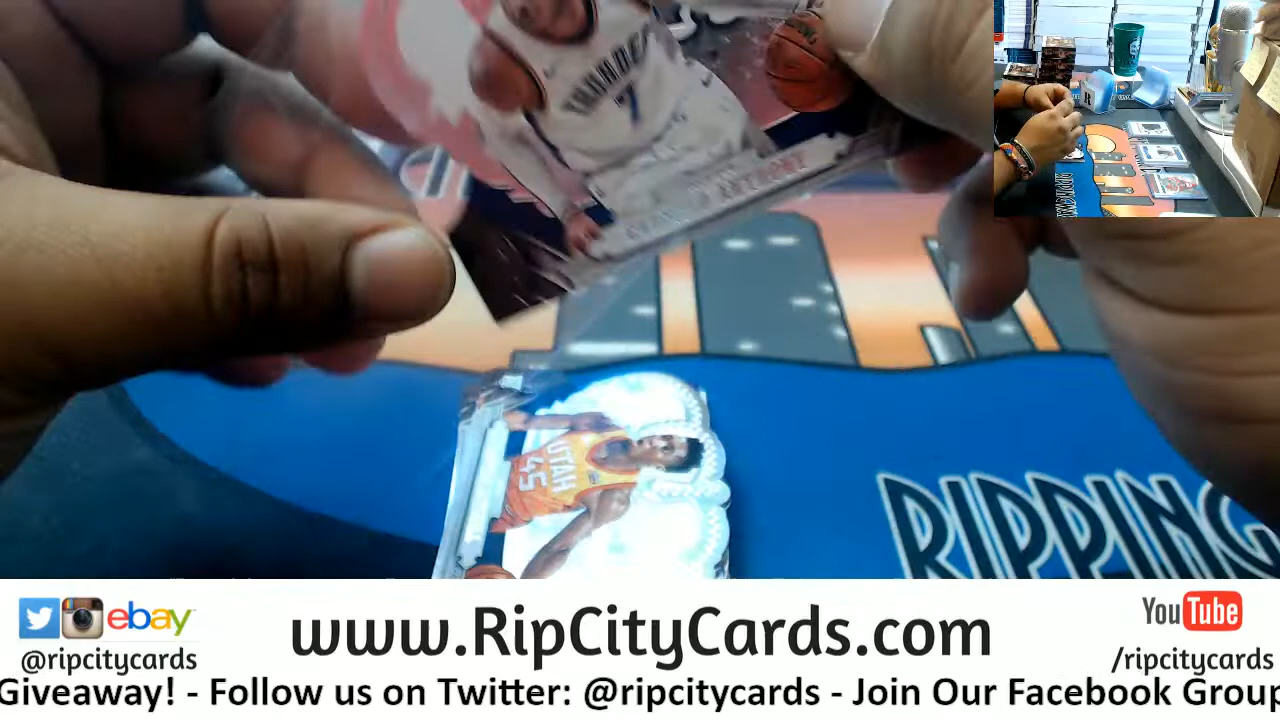 THUNDER
7
UTAH
45
RIPPING
ebay
@ripcitycards
www.RipCityCards.com
YouTube
/ripcitycards
Giveaway! - Follow us on Twitter: @ripcitycards - Join Our Facebook Group